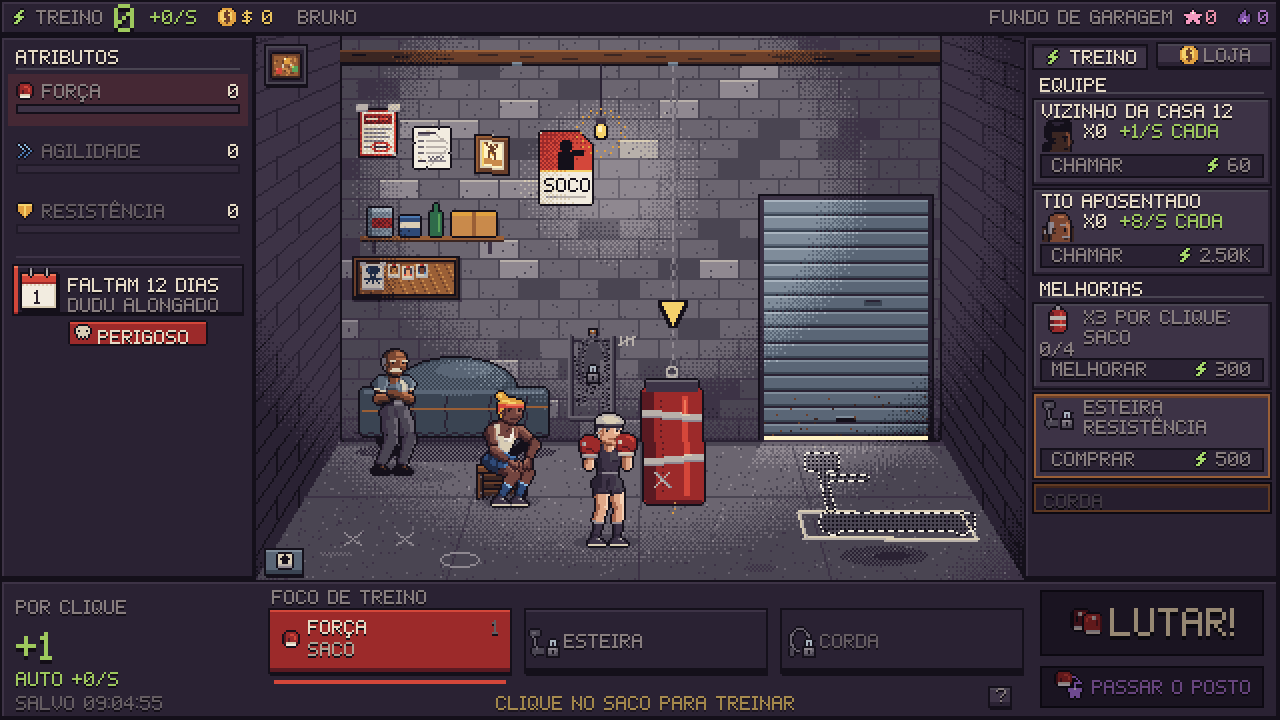 TREINO 0 +0/S $ 0 BRUNO FUNDO DE GARAGEM 0 0
ATRIBUTOS
FORÇA 0
AGILIDADE 0
RESISTÊNCIA 0
1
FALTAM 12 DIAS
DUDU ALONGADO
PERIGOSO
SOCO
TREINO LOJA
EQUIPE
VIZINHO DA CASA 12
X0 +1/S CADA
CHAMAR 60
TIO APOSENTADO
X0 +8/S CADA
CHAMAR 2.50K
MELHORIAS
X3 POR CLIQUE:
SACO
0/4
MELHORAR 300
ESTEIRA
RESISTÊNCIA
COMPRAR 500
CORDA
POR CLIQUE
+1
AUTO +0/S
SALVO 09:04:55
FOCO DE TREINO
FORÇA 1
SACO
ESTEIRA
CORDA
CLIQUE NO SACO PARA TREINAR
?
LUTAR!
PASSAR O POSTO